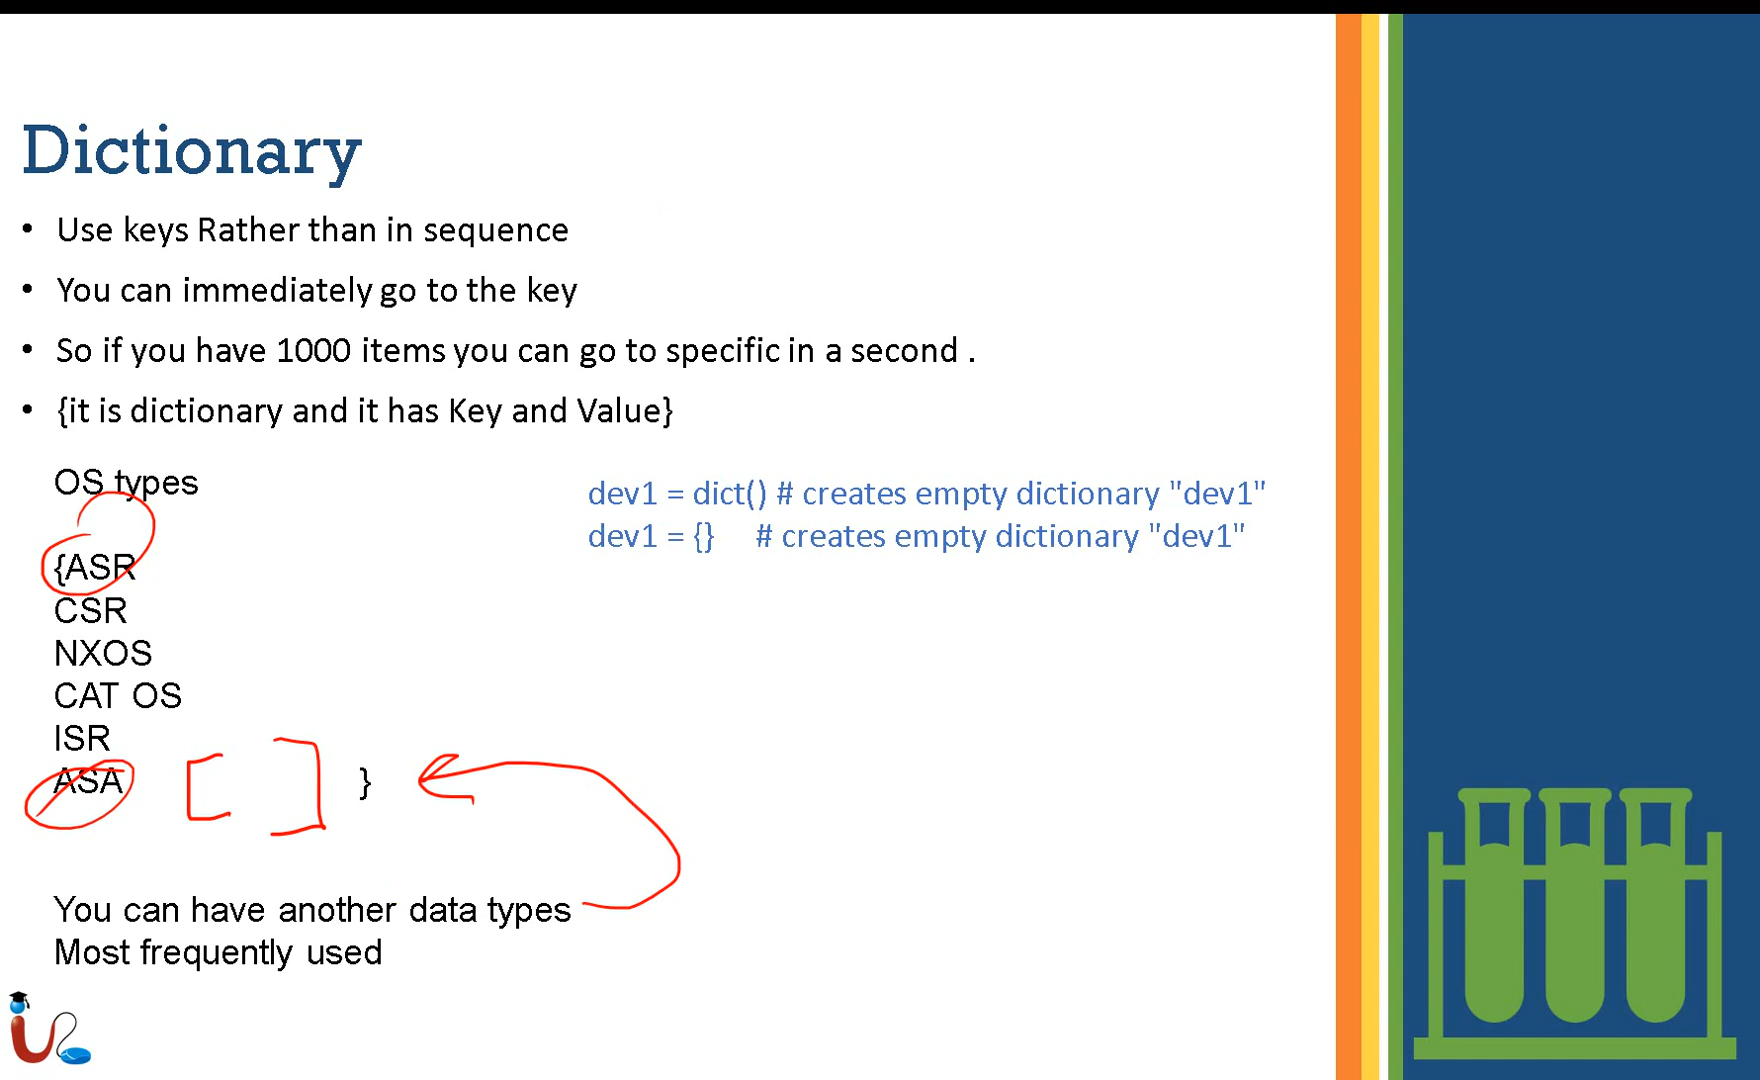 Dictionary
• Use keys Rather than in sequence
• You can immediately go to the key
• So if you have 1000 items you can go to specific in a second .
• {it is dictionary and it has Key and Value}
OS types
dev1 = dict() # creates empty dictionary "dev1"
dev1 = {} # creates empty dictionary "dev1"
{ASR
CSR
NXOS
CAT OS
ISR
ASA [ ] }
You can have another data types
Most frequently used